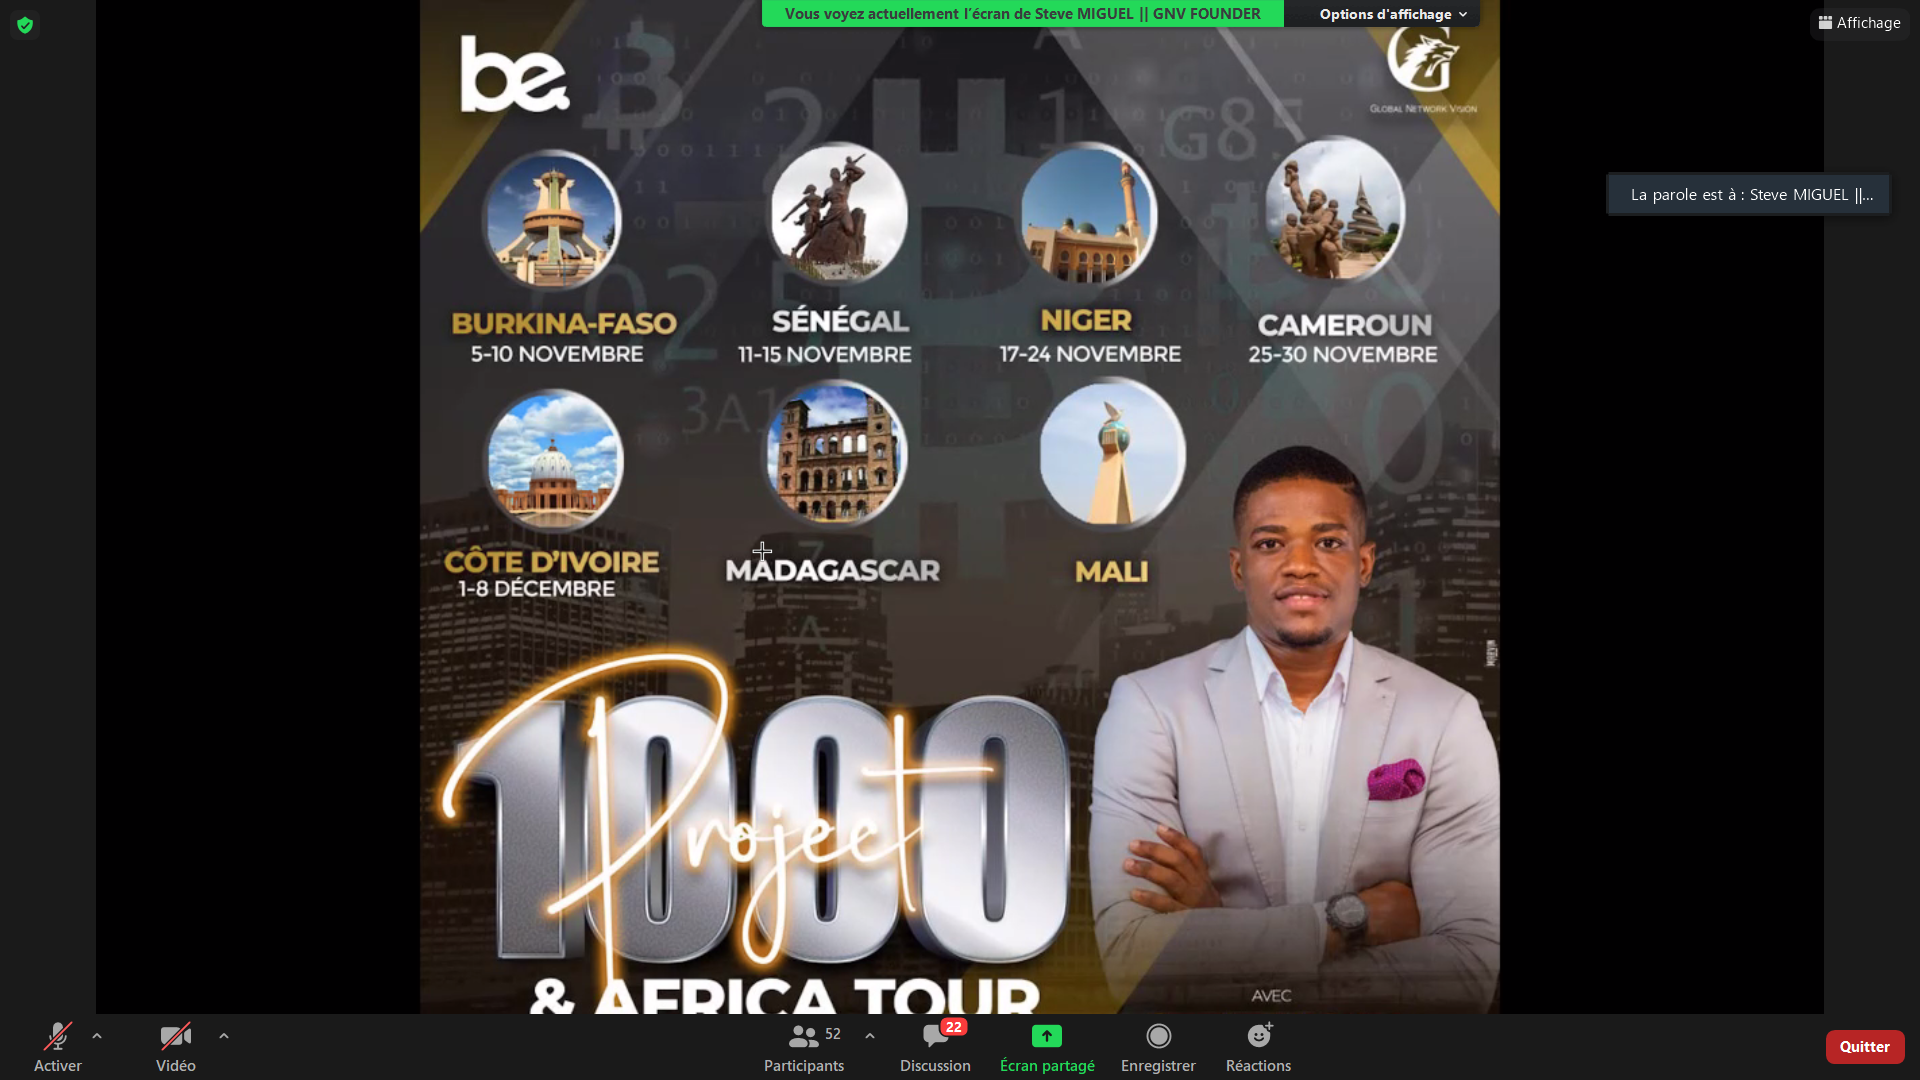 Vous voyez actuellement l'écran de Steve MIGUEL || GNV FOUNDER
Options d'affichage
Affichage
be
GLOBAL NETWORK VISION
La parole est à : Steve MIGUEL ||...
BURKINA-FASO
5-10 NOVEMBRE
SÉNÉGAL
11-15 NOVEMBRE
NIGER
17-24 NOVEMBRE
CAMEROUN
25-30 NOVEMBRE
CÔTE D'IVOIRE
1-8 DÉCEMBRE
MADAGASCAR
MALI
1000
Project
& AFRICA TOUR
AVEC
Activer
Vidéo
52
Participants
22
Discussion
Écran partagé
Enregistrer
Réactions
Quitter